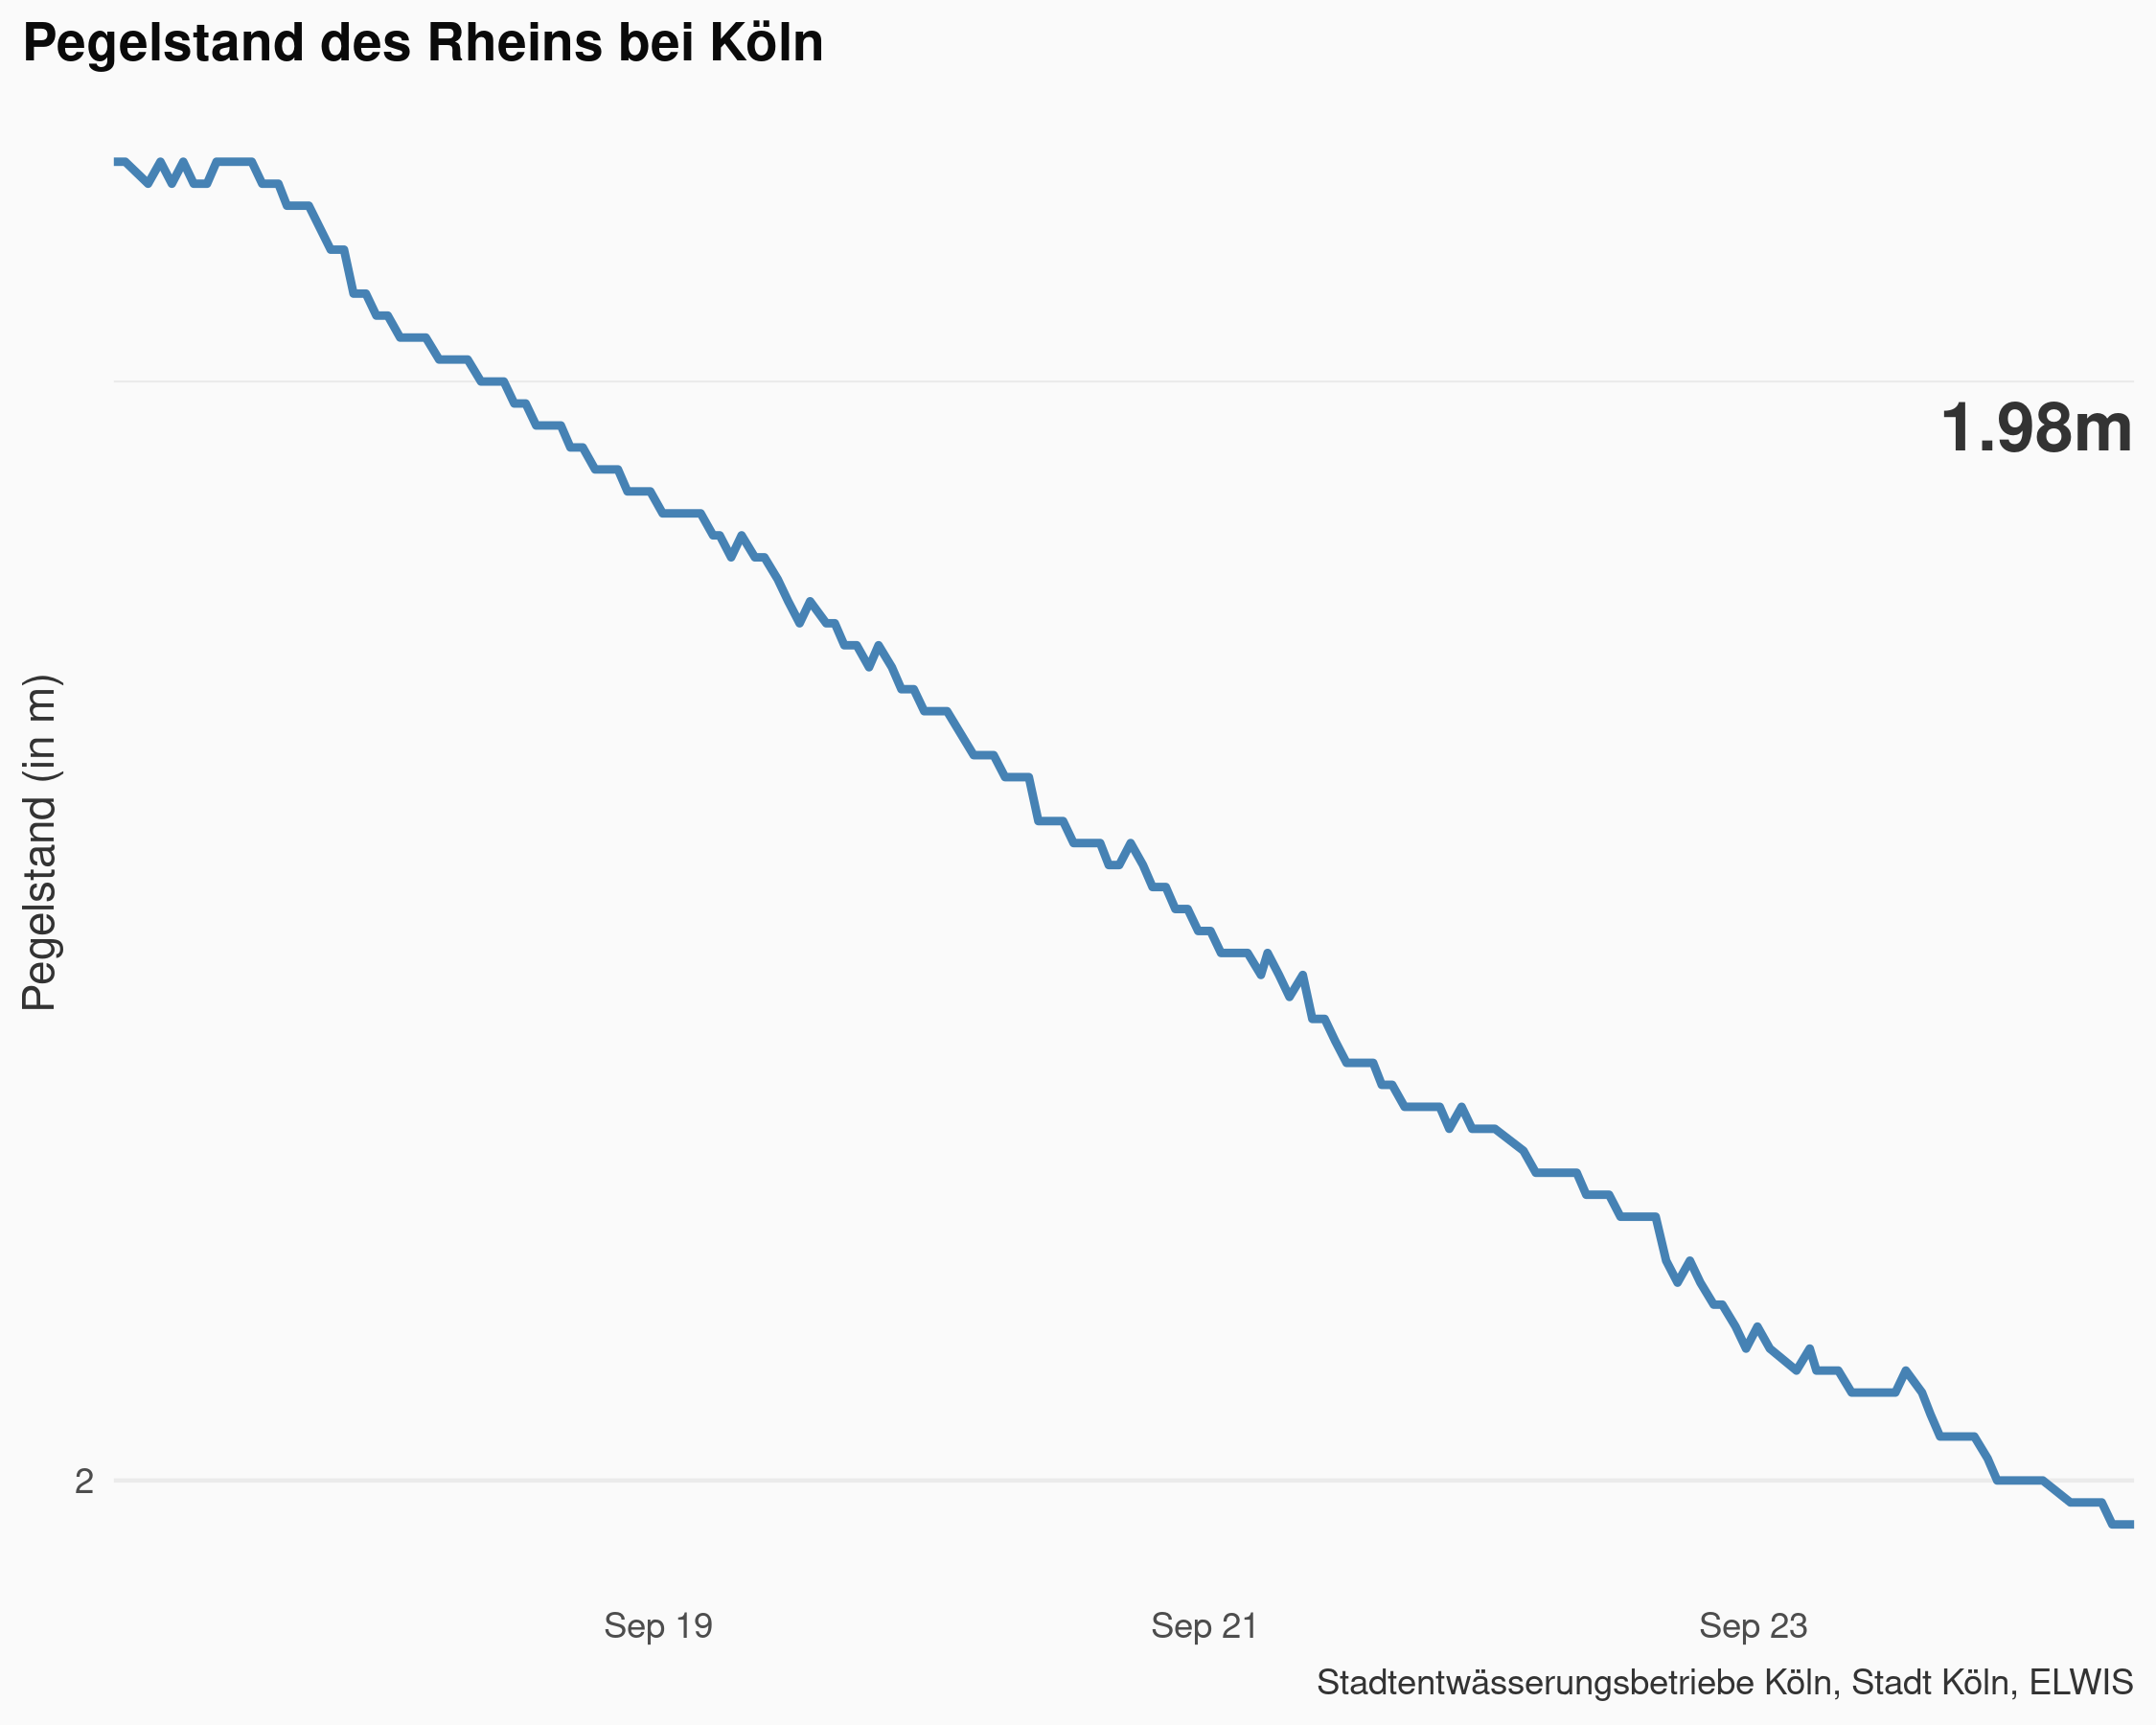 Pegelstand des Rheins bei Köln
1.98m
Pegelstand (in m)
2
Sep 19
Sep 21
Sep 23
Stadtentwässerungsbetriebe Köln, Stadt Köln, ELWIS